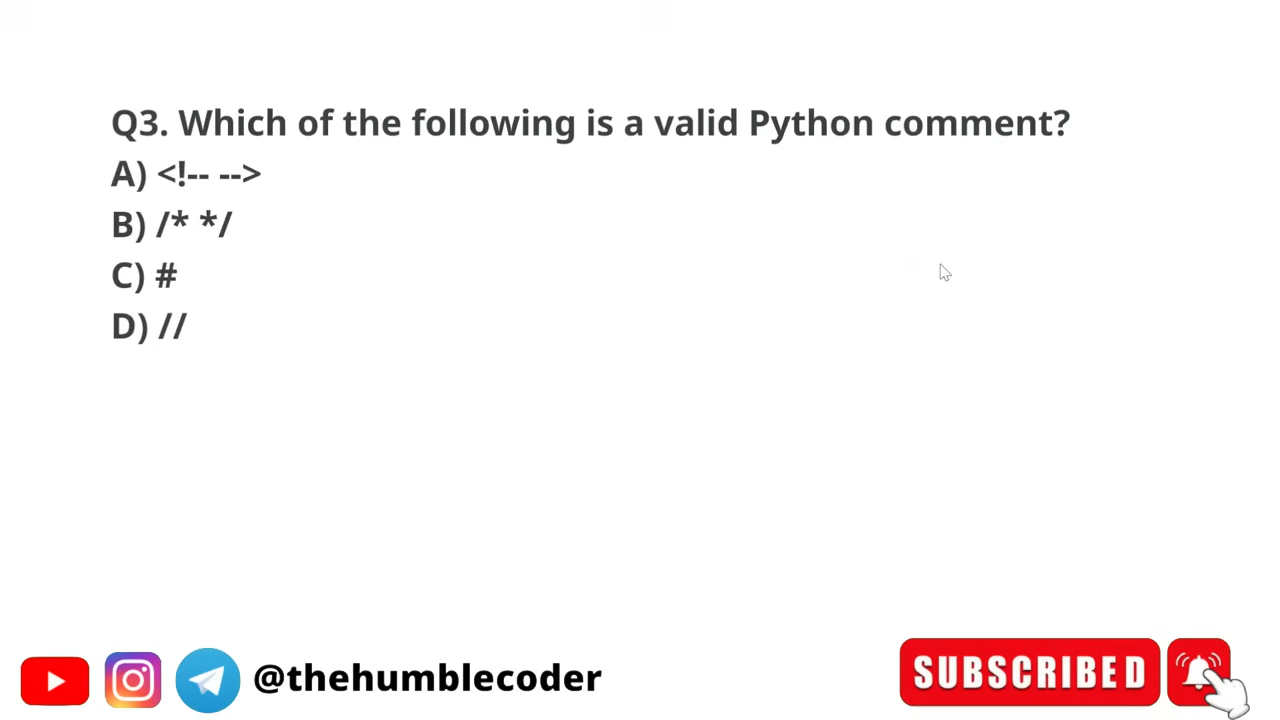 Q3. Which of the following is a valid Python comment?
A) <!-- -->
B) /* */
C) #
D) //
@thehumblecoder
SUBSCRIBED